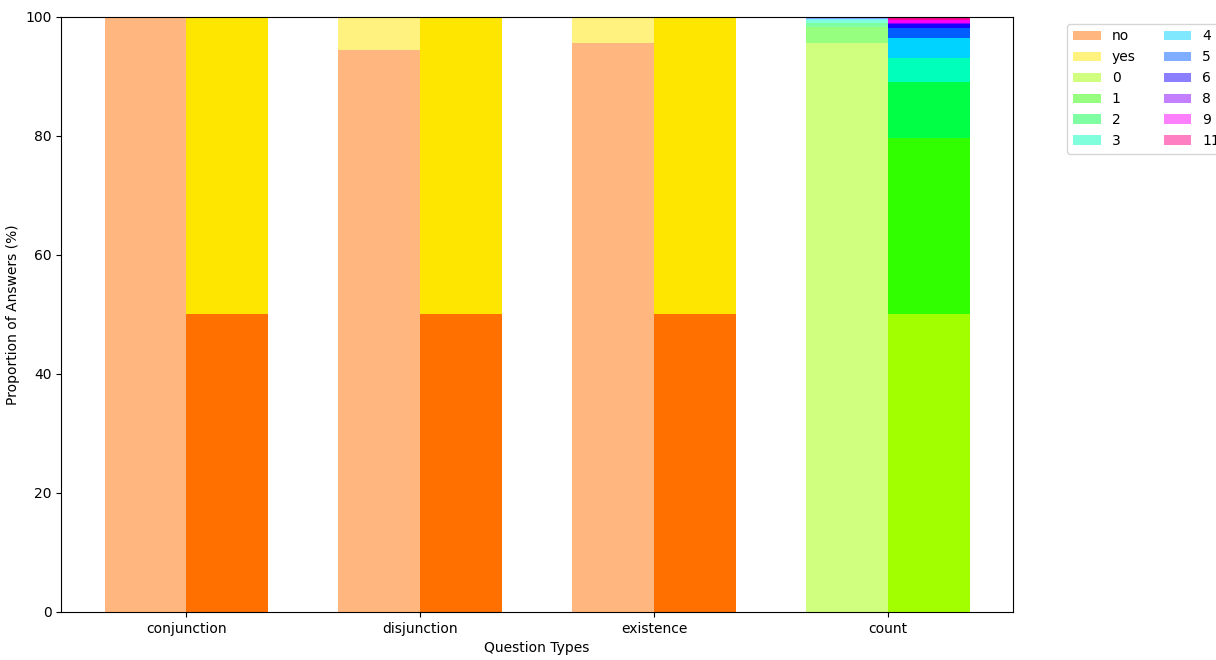 100
80
60
40
20
0
Proportion of Answers (%)
conjunction
disjunction
existence
count
Question Types
no
yes
0
1
2
3
4
5
6
8
9
11